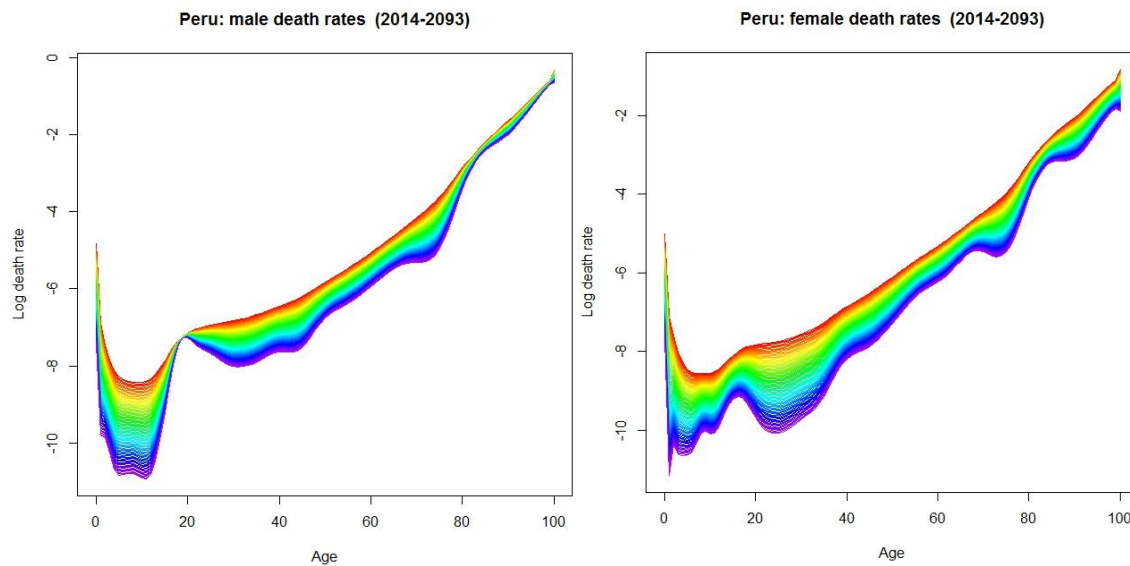 Peru: male death rates (2014-2093)
Log death rate
0
-2
-4
-6
-8
-10
0 20 40 60 80 100
Age
Peru: female death rates (2014-2093)
Log death rate
-2
-4
-6
-8
-10
0 20 40 60 80 100
Age